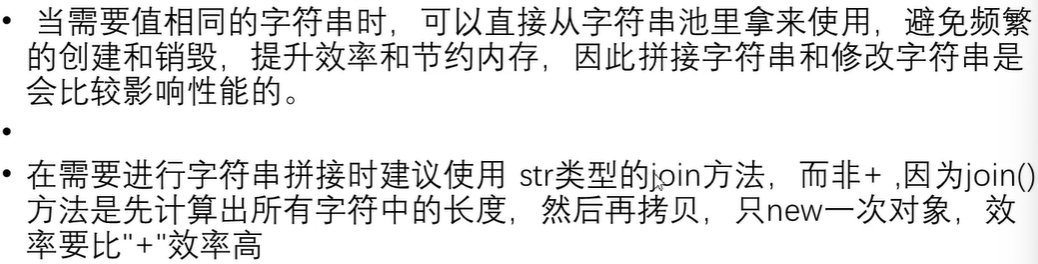 • 当需要值相同的字符串时，可以直接从字符串池里拿来使用，避免频繁
的创建和销毁，提升效率和节约内存，因此拼接字符串和修改字符串是
会比较影响性能的。
•
• 在需要进行字符串拼接时建议使用 str类型的join方法，而非+ ,因为join()
方法是先计算出所有字符中的长度，然后再拷贝，只new一次对象，效
率要比"+"效率高